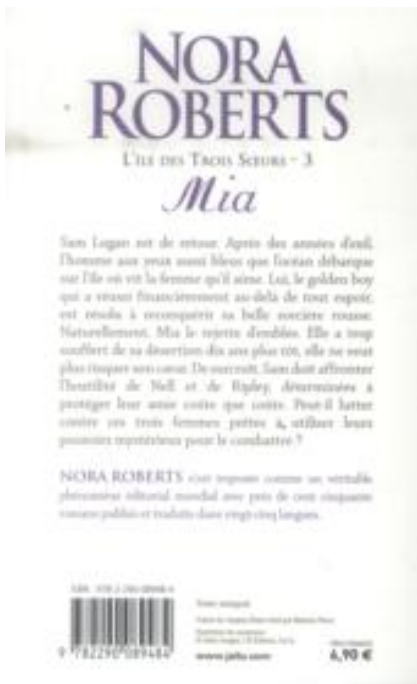 NORA
ROBERTS
L'ILE DES TROIS SŒURS - 3
Mia
Sam Logan est de retour. Après des années d'exil,
l'homme aux yeux aussi bleus que l'océan débarque
sur l'île où vit la femme qu'il aime. Lui, le golden boy
qui a réussi financièrement au-delà de tout espoir,
est résolu à reconquérir sa belle sorcière rousse.
Naturellement, Mia le rejette d'emblée. Elle a trop
souffert de sa désertion dix ans plus tôt, elle ne veut
plus risquer son cœur. De surcroît, Sam doit affronter
l'hostilité de Nell et de Ripley, déterminées à
protéger leur amie coûte que coûte. Peut-il lutter
contre ces trois femmes prêtes à utiliser leurs
pouvoirs mystérieux pour le combattre ?
NORA ROBERTS s'est imposée comme un véritable
phénomène éditorial mondial avec près de cent cinquante
romans publiés et traduits dans vingt-cinq langues.
Texte intégral
www.jailu.com
9 782290 089484
6,90 €